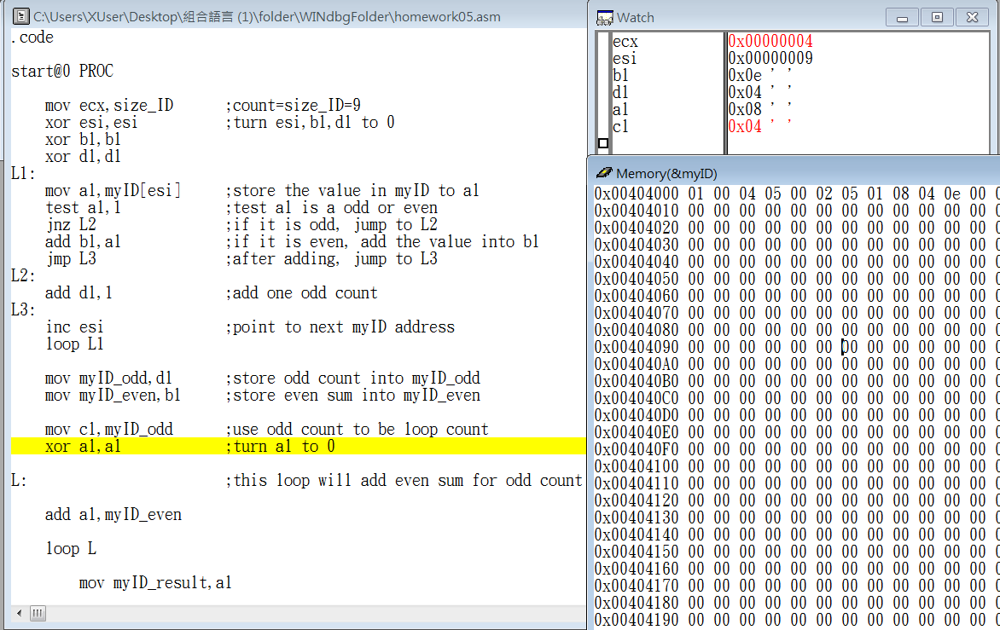 C:\Users\XUser\Desktop\組合語言 (1)\folder\WINdbgFolder\homework05.asm
.code
start@0 PROC
mov ecx,size_ID ;count=size_ID=9
xor esi,esi ;turn esi,bl,dl to 0
xor bl,bl
xor dl,dl
L1:
mov al,myID[esi] ;store the value in myID to al
test al,1 ;test al is a odd or even
jnz L2 ;if it is odd, jump to L2
add bl,al ;if it is even, add the value into bl
jmp L3 ;after adding, jump to L3
L2:
add dl,1 ;add one odd count
L3:
inc esi ;point to next myID address
loop L1
mov myID_odd,dl ;store odd count into myID_odd
mov myID_even,bl ;store even sum into myID_even
mov cl,myID_odd ;use odd count to be loop count
xor al,al ;turn al to 0
L: ;this loop will add even sum for odd count
add al,myID_even
loop L
mov myID_result,al
Watch
ecx 0x00000004
esi 0x00000009
bl 0x0e ' '
dl 0x04 ' '
al 0x08 ' '
cl 0x04 ' '
Memory(&myID)
0x00404000 01 00 04 05 00 02 05 01 08 04 0e 00
0x00404010 00 00 00 00 00 00 00 00 00 00 00 00
0x00404020 00 00 00 00 00 00 00 00 00 00 00 00
0x00404030 00 00 00 00 00 00 00 00 00 00 00 00
0x00404040 00 00 00 00 00 00 00 00 00 00 00 00
0x00404050 00 00 00 00 00 00 00 00 00 00 00 00
0x00404060 00 00 00 00 00 00 00 00 00 00 00 00
0x00404070 00 00 00 00 00 00 00 00 00 00 00 00
0x00404080 00 00 00 00 00 00 00 00 00 00 00 00
0x00404090 00 00 00 00 00 00 00 00 00 00 00 00
0x004040A0 00 00 00 00 00 00 00 00 00 00 00 00
0x004040B0 00 00 00 00 00 00 00 00 00 00 00 00
0x004040C0 00 00 00 00 00 00 00 00 00 00 00 00
0x004040D0 00 00 00 00 00 00 00 00 00 00 00 00
0x004040E0 00 00 00 00 00 00 00 00 00 00 00 00
0x004040F0 00 00 00 00 00 00 00 00 00 00 00 00
0x00404100 00 00 00 00 00 00 00 00 00 00 00 00
0x00404110 00 00 00 00 00 00 00 00 00 00 00 00
0x00404120 00 00 00 00 00 00 00 00 00 00 00 00
0x00404130 00 00 00 00 00 00 00 00 00 00 00 00
0x00404140 00 00 00 00 00 00 00 00 00 00 00 00
0x00404150 00 00 00 00 00 00 00 00 00 00 00 00
0x00404160 00 00 00 00 00 00 00 00 00 00 00 00
0x00404170 00 00 00 00 00 00 00 00 00 00 00 00
0x00404180 00 00 00 00 00 00 00 00 00 00 00 00
0x00404190 00 00 00 00 00 00 00 00 00 00 00 00